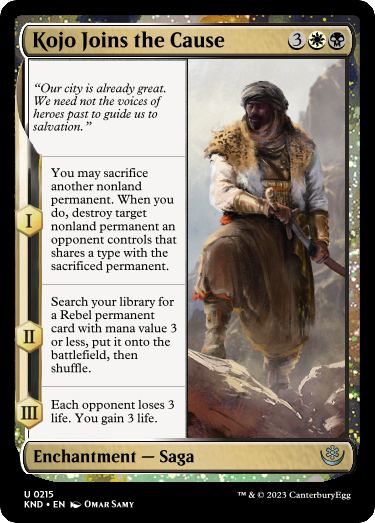 Kojo Joins the Cause 3
“Our city is already great.
We need not the voices of
heroes past to guide us to
salvation.”
I
You may sacrifice
another nonland
permanent. When you
do, destroy target
nonland permanent an
opponent controls that
shares a type with the
sacrificed permanent.
II
Search your library for
a Rebel permanent
card with mana value 3
or less, put it onto the
battlefield, then
shuffle.
III
Each opponent loses 3
life. You gain 3 life.
Enchantment — Saga
U 0215
KND • EN Omar Samy
™ & © 2023 CanterburyEgg